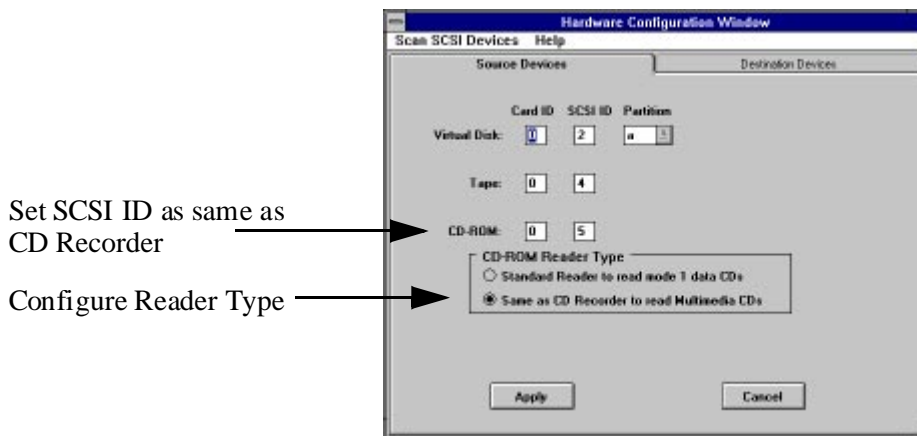 Hardware Configuration Window
Scan SCSI Devices Help
Source Devices Destination Devices
Card ID SCSI ID Partition
Virtual Disk: 0 2 a
Tape: 0 4
Set SCSI ID as same as
CD Recorder
CD-ROM: 0 5
CD-ROM Reader Type
Standard Reader to read mode 1 data CDs
Configure Reader Type
Same as CD Recorder to read Multimedia CDs
Apply Cancel